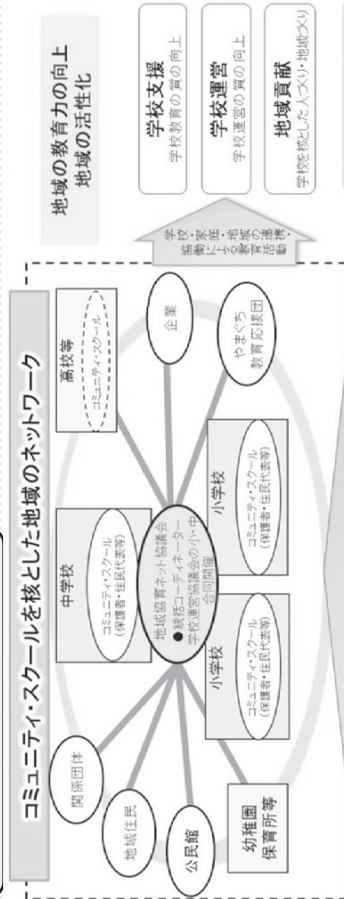 コミュニティ・スクールを核とした地域のネットワーク
関係団体
地域住民
公民館
幼稚園
保育所等
中学校
コミュニティ・スクール
(保護者・住民代表等)
高校等
コミュニティ・スクール
企業
やまぐち
教育応援団
地域協育ネット協議会
●統括コーディネーター
学校運営協議会の小・中
合同開催
小学校
コミュニティ・スクール
(保護者・住民代表等)
小学校
コミュニティ・スクール
(保護者・住民代表等)
学校・家庭・地域の連携・
協働による教育活動
地域の教育力の向上
地域の活性化
学校支援
学校教育の質の向上
学校運営
学校運営の質の向上
地域貢献
学校を核とした人づくり・地域づくり